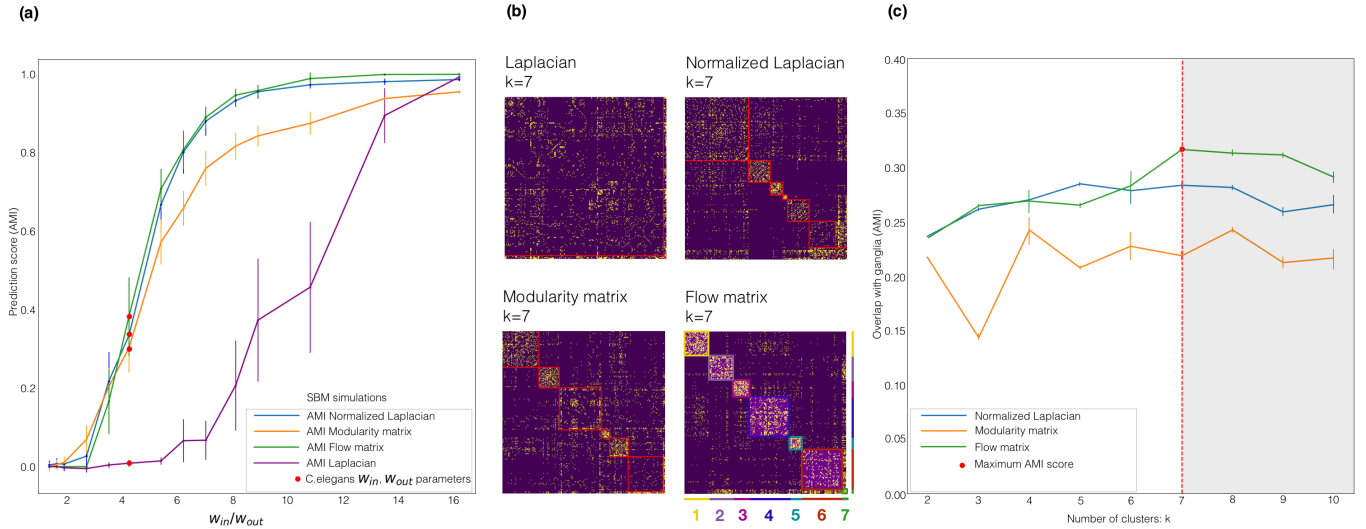 (a)
Prediction score (AMI)
1.0
0.8
0.6
0.4
0.2
0.0
2
4
6
8
10
12
14
16
w_in/w_out
SBM simulations
AMI Normalized Laplacian
AMI Modularity matrix
AMI Flow matrix
AMI Laplacian
C.elegans w_in, w_out parameters
(b)
Laplacian
k=7
Normalized Laplacian
k=7
Modularity matrix
k=7
Flow matrix
k=7
1 2 3 4 5 6 7
(c)
Overlap with ganglia (AMI)
0.40
0.35
0.30
0.25
0.20
0.15
0.10
0.05
0.00
2
3
4
5
6
7
8
9
10
Number of clusters: k
Normalized Laplacian
Modularity matrix
Flow matrix
Maximum AMI score